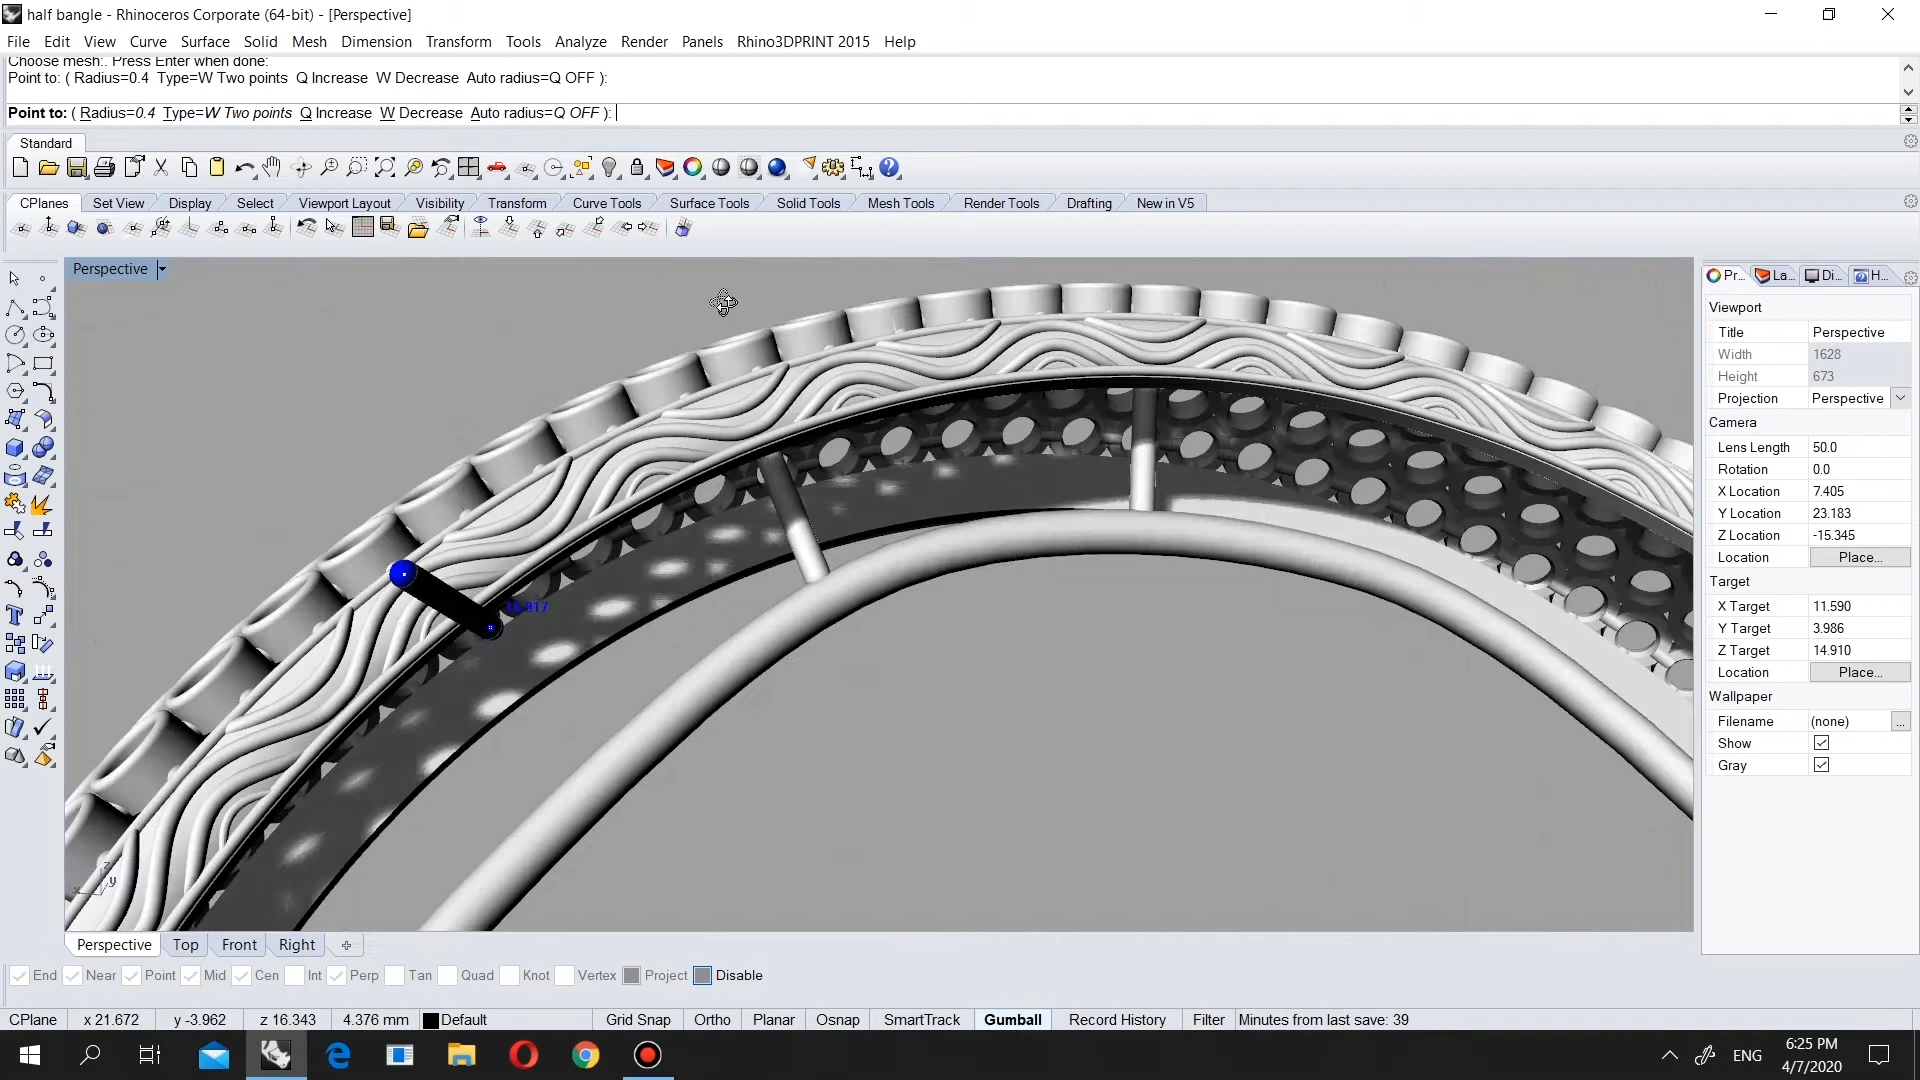 half bangle - Rhinoceros Corporate (64-bit) - [Perspective]
File Edit View Curve Surface Solid Mesh Dimension Transform Tools Analyze Render Panels Rhino3DPRINT 2015 Help
Choose mesh:. Press Enter when done:
Point to: ( Radius=0.4 Type=W Two points Q Increase W Decrease Auto radius=Q OFF ):
Point to: ( Radius=0.4 Type=W Two points Q Increase W Decrease Auto radius=Q OFF ):
Standard
CPlanes Set View Display Select Viewport Layout Visibility Transform Curve Tools Surface Tools Solid Tools Mesh Tools Render Tools Drafting New in V5
Perspective
Pr... La... Di... H...
Viewport
Title Perspective
Width 1628
Height 673
Projection Perspective
Camera
Lens Length 50.0
Rotation 0.0
X Location 7.405
Y Location 23.183
Z Location -15.345
Location Place...
Target
X Target 11.590
Y Target 3.986
Z Target 14.910
Location Place...
Wallpaper
Filename (none) ...
Show
Gray
z
x y
Perspective Top Front Right
End Near Point Mid Cen Int Perp Tan Quad Knot Vertex Project Disable
CPlane x 21.672 y -3.962 z 16.343 4.376 mm Default Grid Snap Ortho Planar Osnap SmartTrack Gumball Record History Filter Minutes from last save: 39
ENG
6:25 PM
4/7/2020